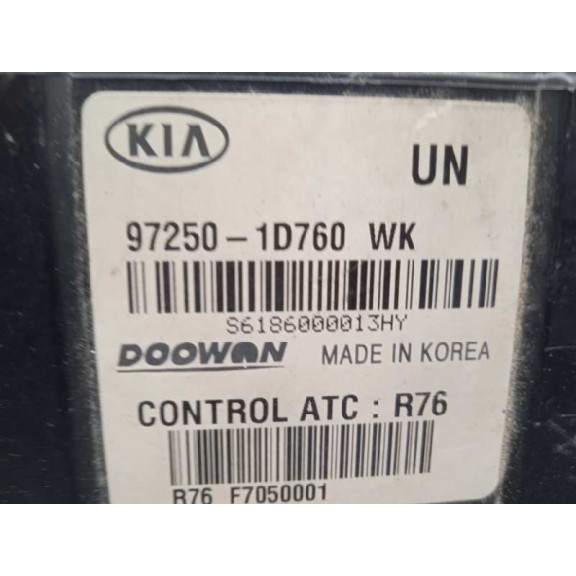 KIA UN
97250-1D760 WK
S6186000013HY
DOOWON MADE IN KOREA
CONTROL ATC : R76
R76 F7050001